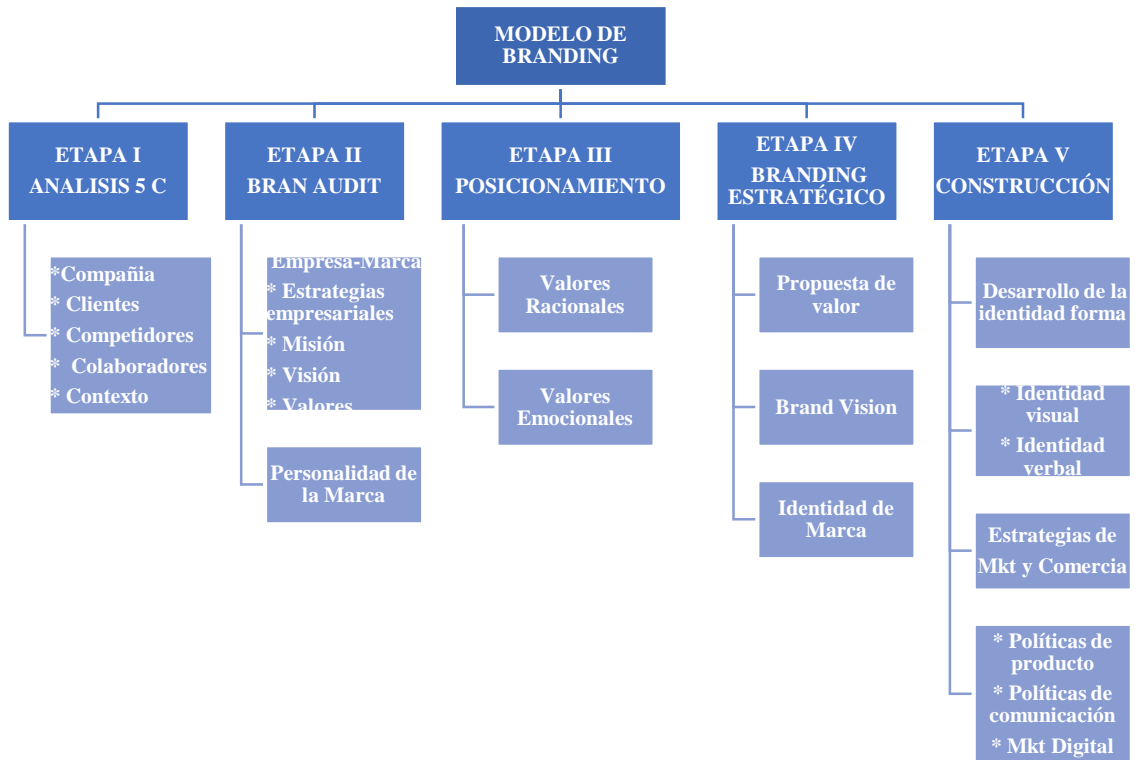 MODELO DE
BRANDING
ETAPA I
ANALISIS 5 C
*Compañia
* Clientes
* Competidores
* Colaboradores
* Contexto
ETAPA II
BRAN AUDIT
Empresa-Marca
* Estrategias
empresariales
* Misión
* Visión
* Valores
Personalidad de
la Marca
ETAPA III
POSICIONAMIENTO
Valores
Racionales
Valores
Emocionales
ETAPA IV
BRANDING
ESTRATÉGICO
Propuesta de
valor
Brand Vision
Identidad de
Marca
ETAPA V
CONSTRUCCIÓN
Desarrollo de la
identidad forma
* Identidad
visual
* Identidad
verbal
Estrategias de
Mkt y Comercia
* Políticas de
producto
* Políticas de
comunicación
* Mkt Digital